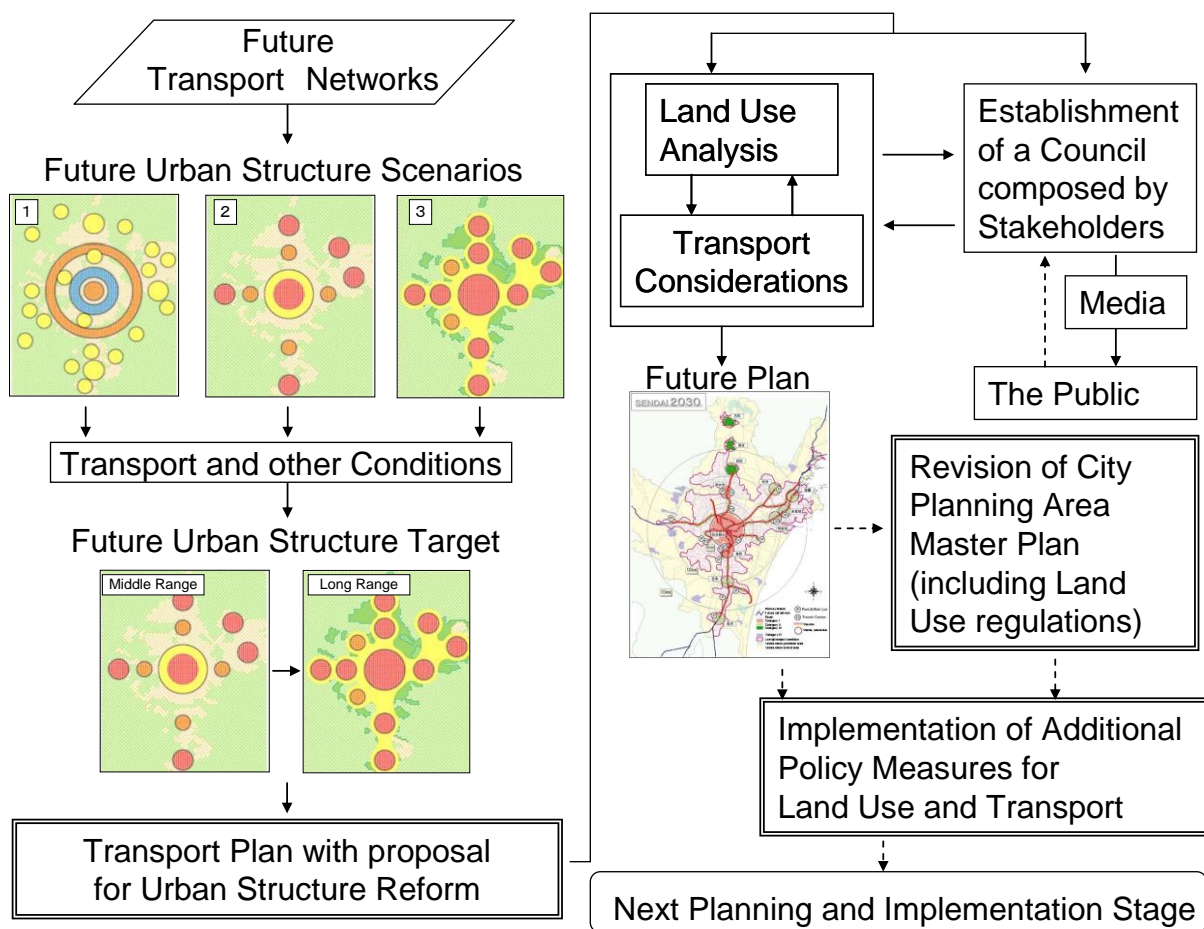 Future
Transport Networks
Future Urban Structure Scenarios
1
2
3
Transport and other Conditions
Future Urban Structure Target
Middle Range
Long Range
Transport Plan with proposal
for Urban Structure Reform
Land Use
Analysis
Transport
Considerations
Establishment
of a Council
composed by
Stakeholders
Media
The Public
Future Plan
SENDAI 2030
Revision of City
Planning Area
Master Plan
(including Land
Use regulations)
Implementation of Additional
Policy Measures for
Land Use and Transport
Next Planning and Implementation Stage